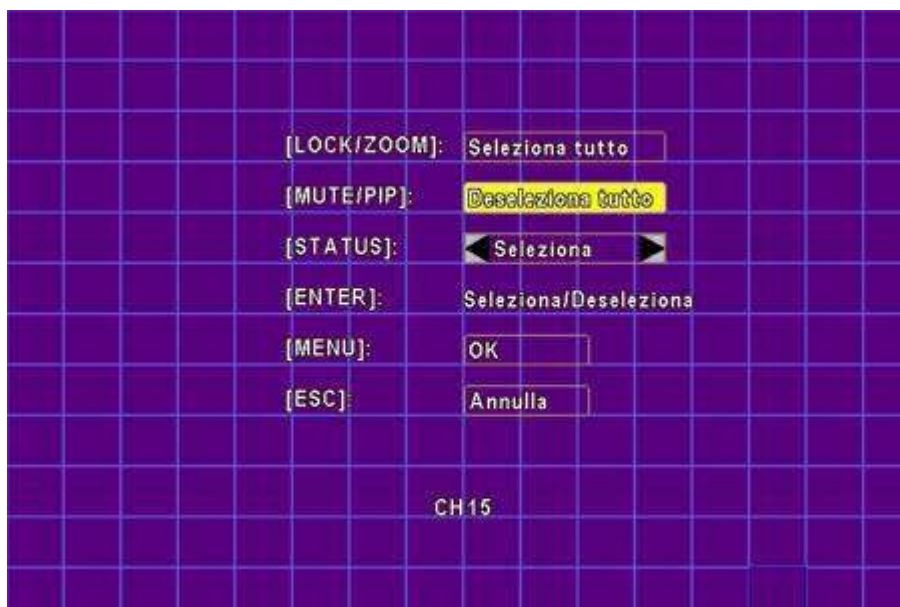 [LOCK/ZOOM]: Seleziona tutto
[MUTE/PIP]: Deseleziona tutto
[STATUS]: Seleziona
[ENTER]: Seleziona/Deseleziona
[MENU]: OK
[ESC]: Annulla
CH15